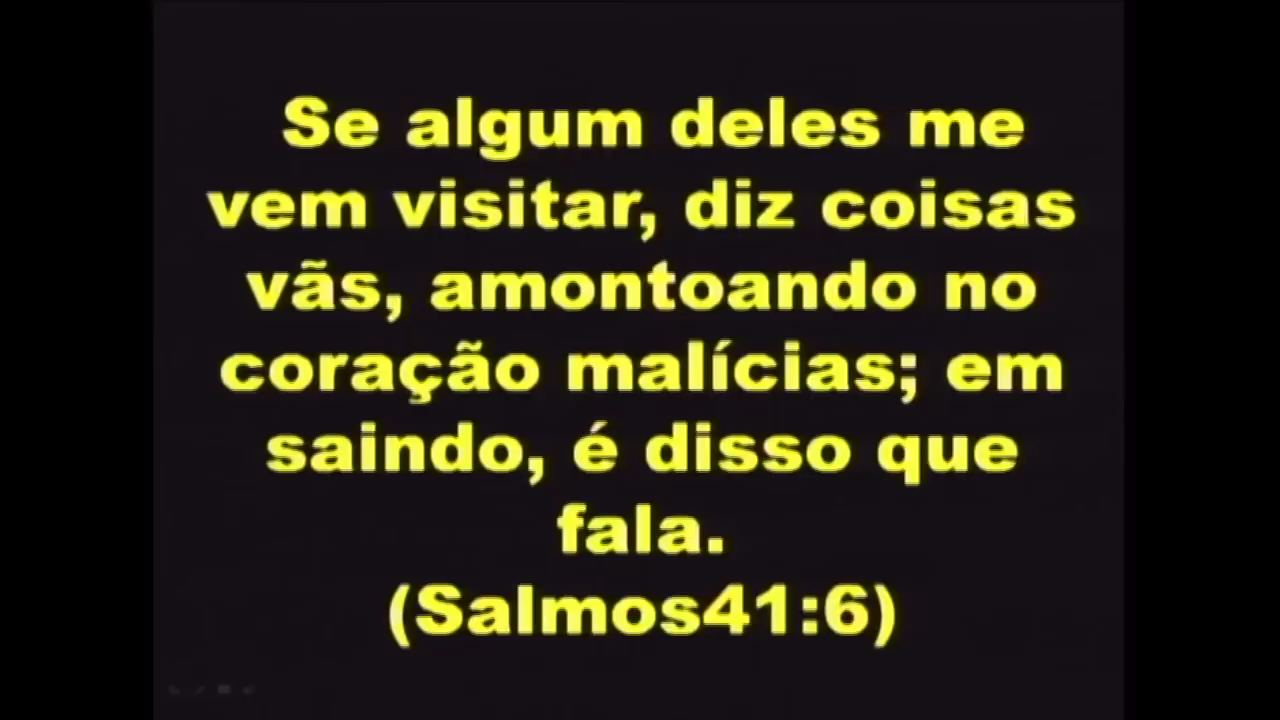 Se algum deles me
vem visitar, diz coisas
vãs, amontoando no
coração malícias; em
saindo, é disso que
fala.
(Salmos41:6)